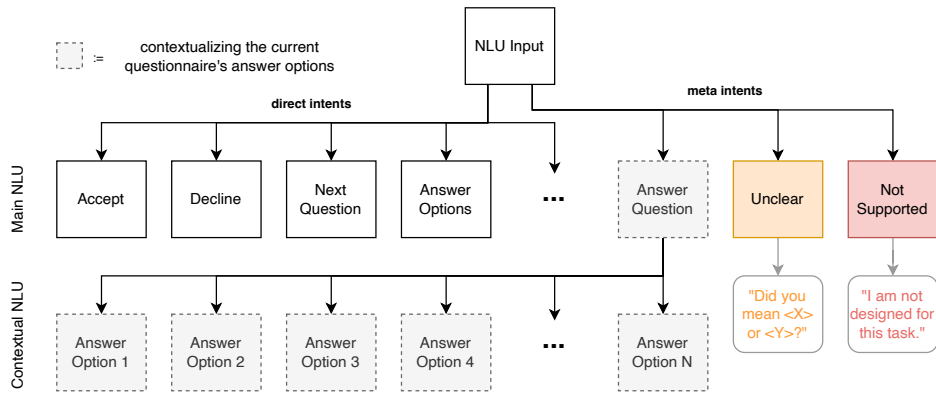 NLU Input
:=
contextualizing the current
questionnaire's answer options
direct intents
meta intents
Main NLU
Accept
Decline
Next
Question
Answer
Options
...
Answer
Question
Unclear
Not
Supported
Contextual NLU
Answer
Option 1
Answer
Option 2
Answer
Option 3
Answer
Option 4
...
Answer
Option N
"Did you
mean <X>
or <Y>?"
"I am not
designed for
this task."